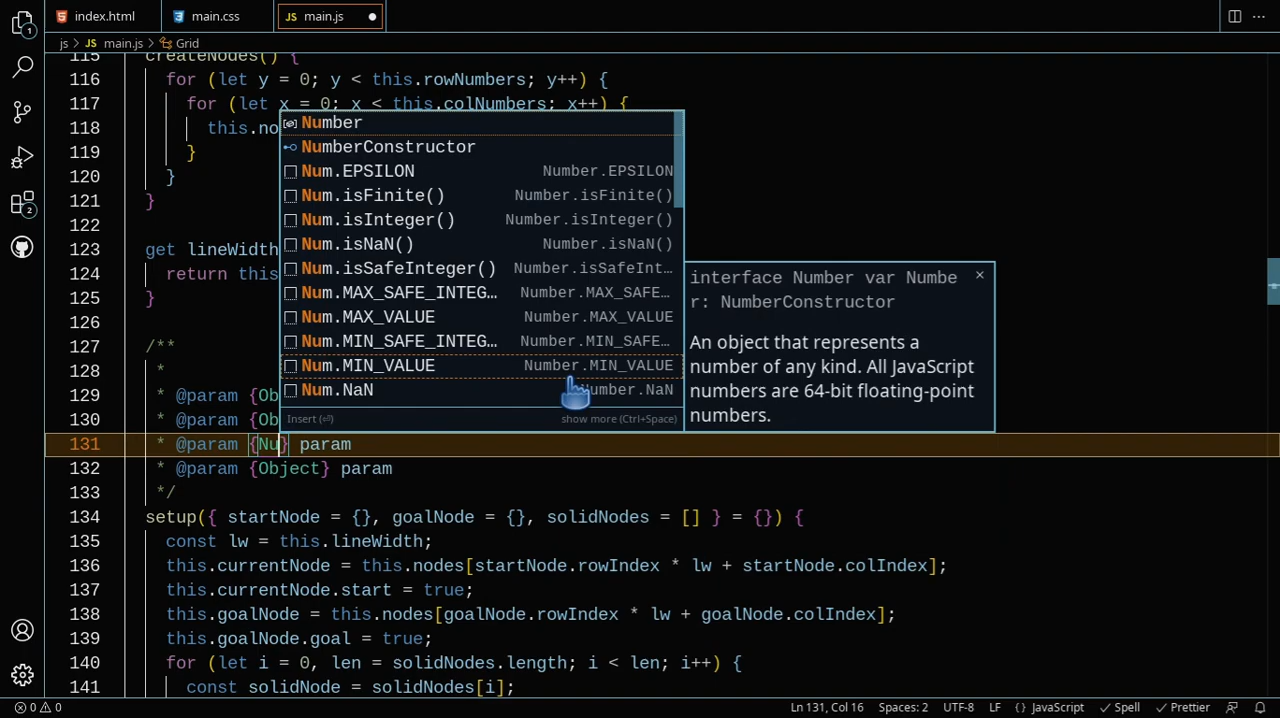 index.html main.css main.js
js > main.js > Grid
115 createNodes() {
116 for (let y = 0; y < this.rowNumbers; y++) {
117 for (let x = 0; x < this.colNumbers; x++) {
118 this.no
119 }
120 }
121 }
122
123 get lineWidth
124 return this
125 }
126
127 /**
128 *
129 * @param {Ob
130 * @param {Ob
131 * @param {Nu} param
132 * @param {Object} param
133 */
134 setup({ startNode = {}, goalNode = {}, solidNodes = [] } = {}) {
135 const lw = this.lineWidth;
136 this.currentNode = this.nodes[startNode.rowIndex * lw + startNode.colIndex];
137 this.currentNode.start = true;
138 this.goalNode = this.nodes[goalNode.rowIndex * lw + goalNode.colIndex];
139 this.goalNode.goal = true;
140 for (let i = 0, len = solidNodes.length; i < len; i++) {
141 const solidNode = solidNodes[i];
Number
NumberConstructor
Num.EPSILON Number.EPSILON
Num.isFinite() Number.isFinite()
Num.isInteger() Number.isInteger()
Num.isNaN() Number.isNaN()
Num.isSafeInteger() Number.isSafeInt…
Num.MAX_SAFE_INTEG… Number.MAX_SAFE…
Num.MAX_VALUE Number.MAX_VALUE
Num.MIN_SAFE_INTEG… Number.MIN_SAFE…
Num.MIN_VALUE Number.MIN_VALUE
Num.NaN Number.NaN
Insert (⏎) show more (Ctrl+Space)
interface Number var Numbe
r: NumberConstructor
An object that represents a
number of any kind. All JavaScript
numbers are 64-bit floating-point
numbers.
1
2
0 0 Ln 131, Col 16 Spaces: 2 UTF-8 LF {} JavaScript Spell Prettier